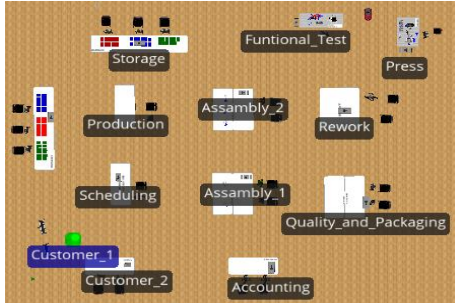 Storage
Funtional_Test
Press
Production
Assambly_2
Rework
Scheduling
Assambly_1
Quality_and_Packaging
Customer_1
Customer_2
Accounting